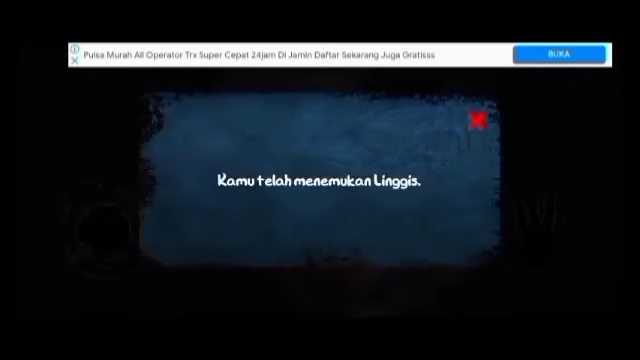 Pulsa Murah All Operator Trx Super Cepat 24jam Di Jamin Daftar Sekarang Juga Gratisss
BUKA
Kamu telah menemukan Linggis.